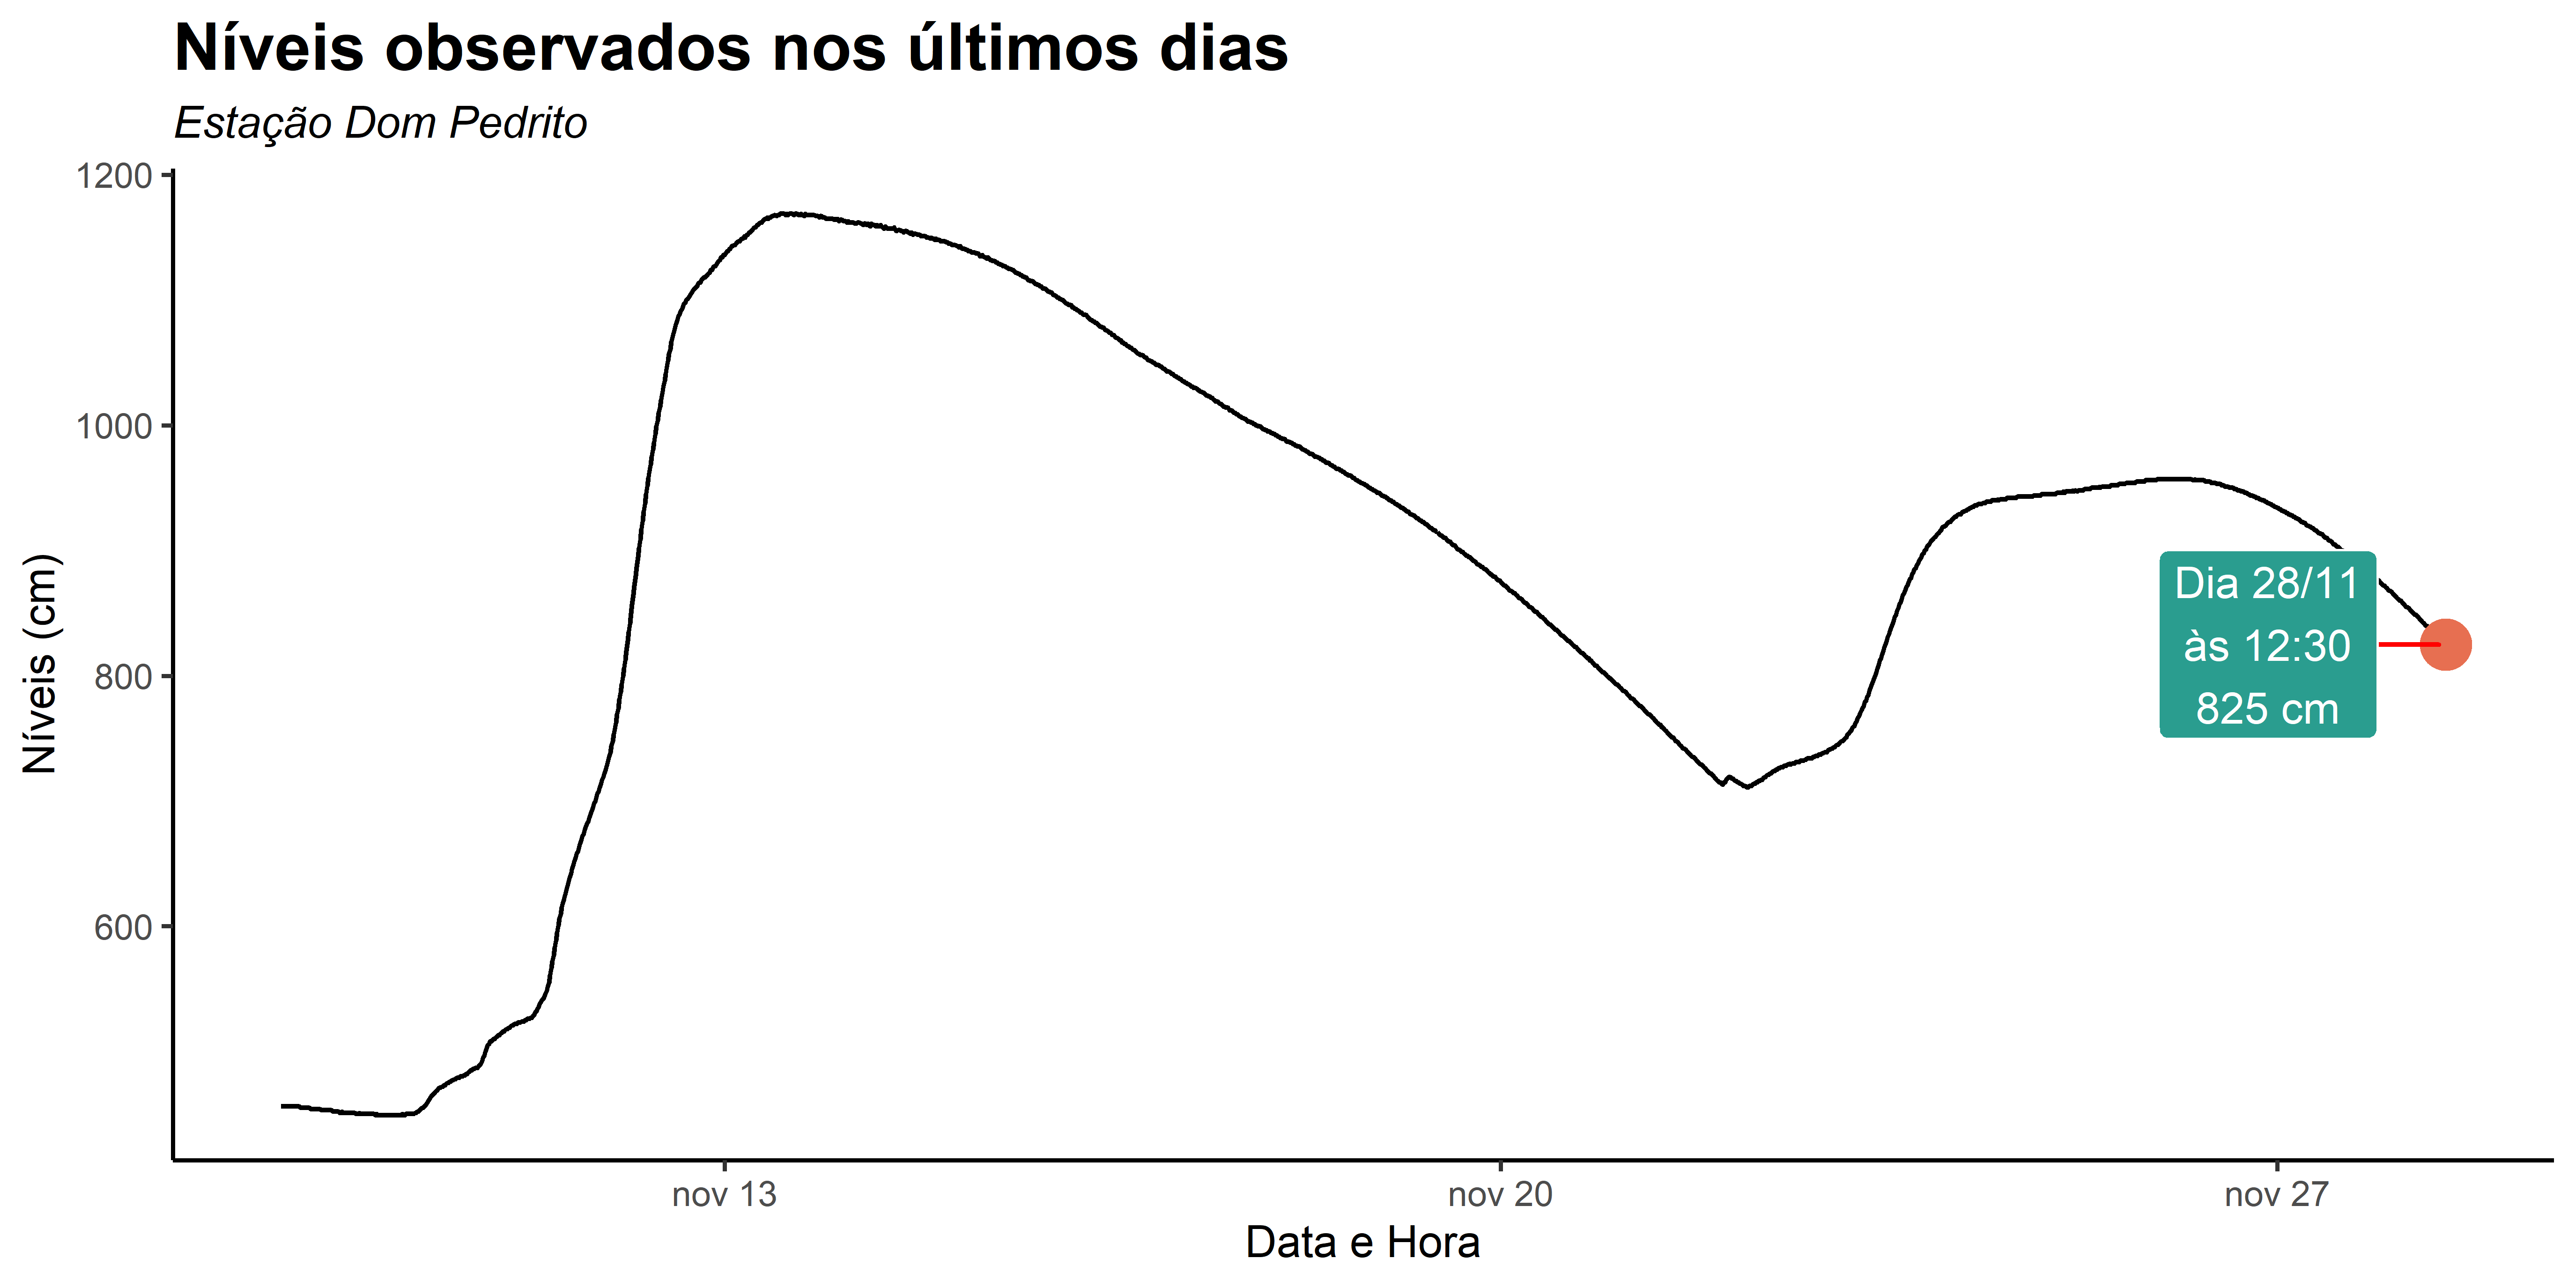 Níveis observados nos últimos dias
Estação Dom Pedrito
Níveis (cm)
1200
1000
800
600
Dia 28/11
às 12:30
825 cm
nov 13
nov 20
nov 27
Data e Hora